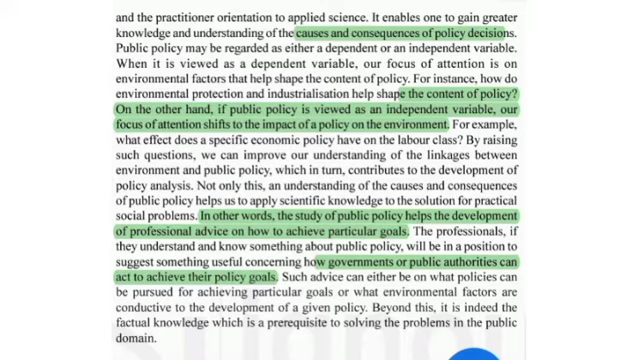 and the practitioner orientation to applied science. It enables one to gain greater
knowledge and understanding of the causes and consequences of policy decisions.
Public policy may be regarded as either a dependent or an independent variable.
When it is viewed as a dependent variable, our focus of attention is on
environmental factors that help shape the content of policy. For instance, how do
environmental protection and industrialisation help shape the content of policy?
On the other hand, if public policy is viewed as an independent variable, our
focus of attention shifts to the impact of a policy on the environment. For example,
what effect does a specific economic policy have on the labour class? By raising
such questions, we can improve our understanding of the linkages between
environment and public policy, which in turn, contributes to the development of
policy analysis. Not only this, an understanding of the causes and consequences
of public policy helps us to apply scientific knowledge to the solution for practical
social problems. In other words, the study of public policy helps the development
of professional advice on how to achieve particular goals. The professionals, if
they understand and know something about public policy, will be in a position to
suggest something useful concerning how governments or public authorities can
act to achieve their policy goals. Such advice can either be on what policies can
be pursued for achieving particular goals or what environmental factors are
conducive to the development of a given policy. Beyond this, it is indeed the
factual knowledge which is a prerequisite to solving the problems in the public
domain.